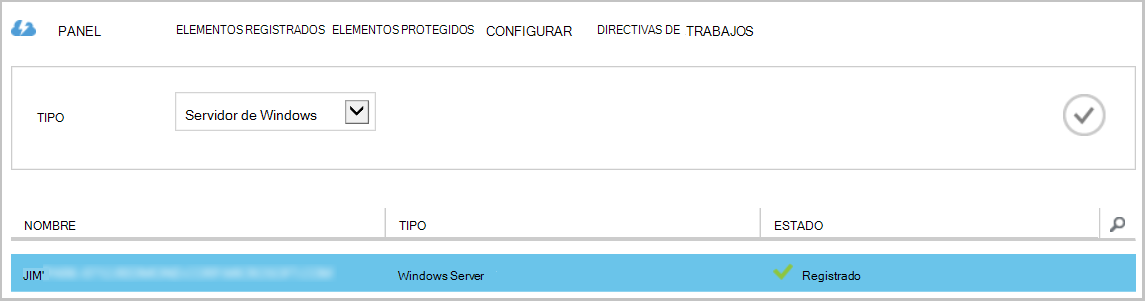 PANEL ELEMENTOS REGISTRADOS ELEMENTOS PROTEGIDOS CONFIGURAR DIRECTIVAS DE TRABAJOS
TIPO Servidor de Windows
NOMBRE TIPO ESTADO
JIM' Windows Server Registrado